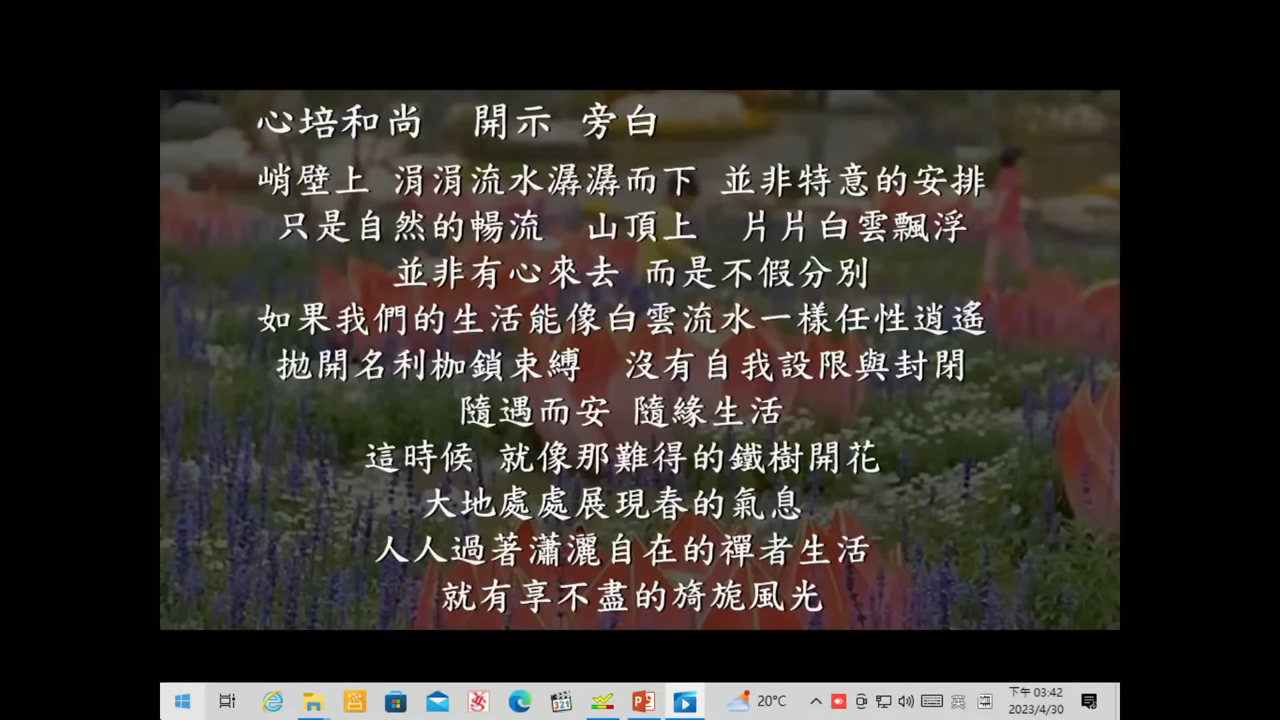 心培和尚 開示 旁白
峭壁上 涓涓流水潺潺而下 並非特意的安排
只是自然的暢流 山頂上 片片白雲飄浮
並非有心來去 而是不假分別
如果我們的生活能像白雲流水一樣任性逍遙
拋開名利枷鎖束縛 沒有自我設限與封閉
隨遇而安 隨緣生活
這時候 就像那難得的鐵樹開花
大地處處展現春的氣息
人人過著瀟灑自在的禪者生活
就有享不盡的旖旎風光
321
20°C
英
下午 03:42
2023/4/30